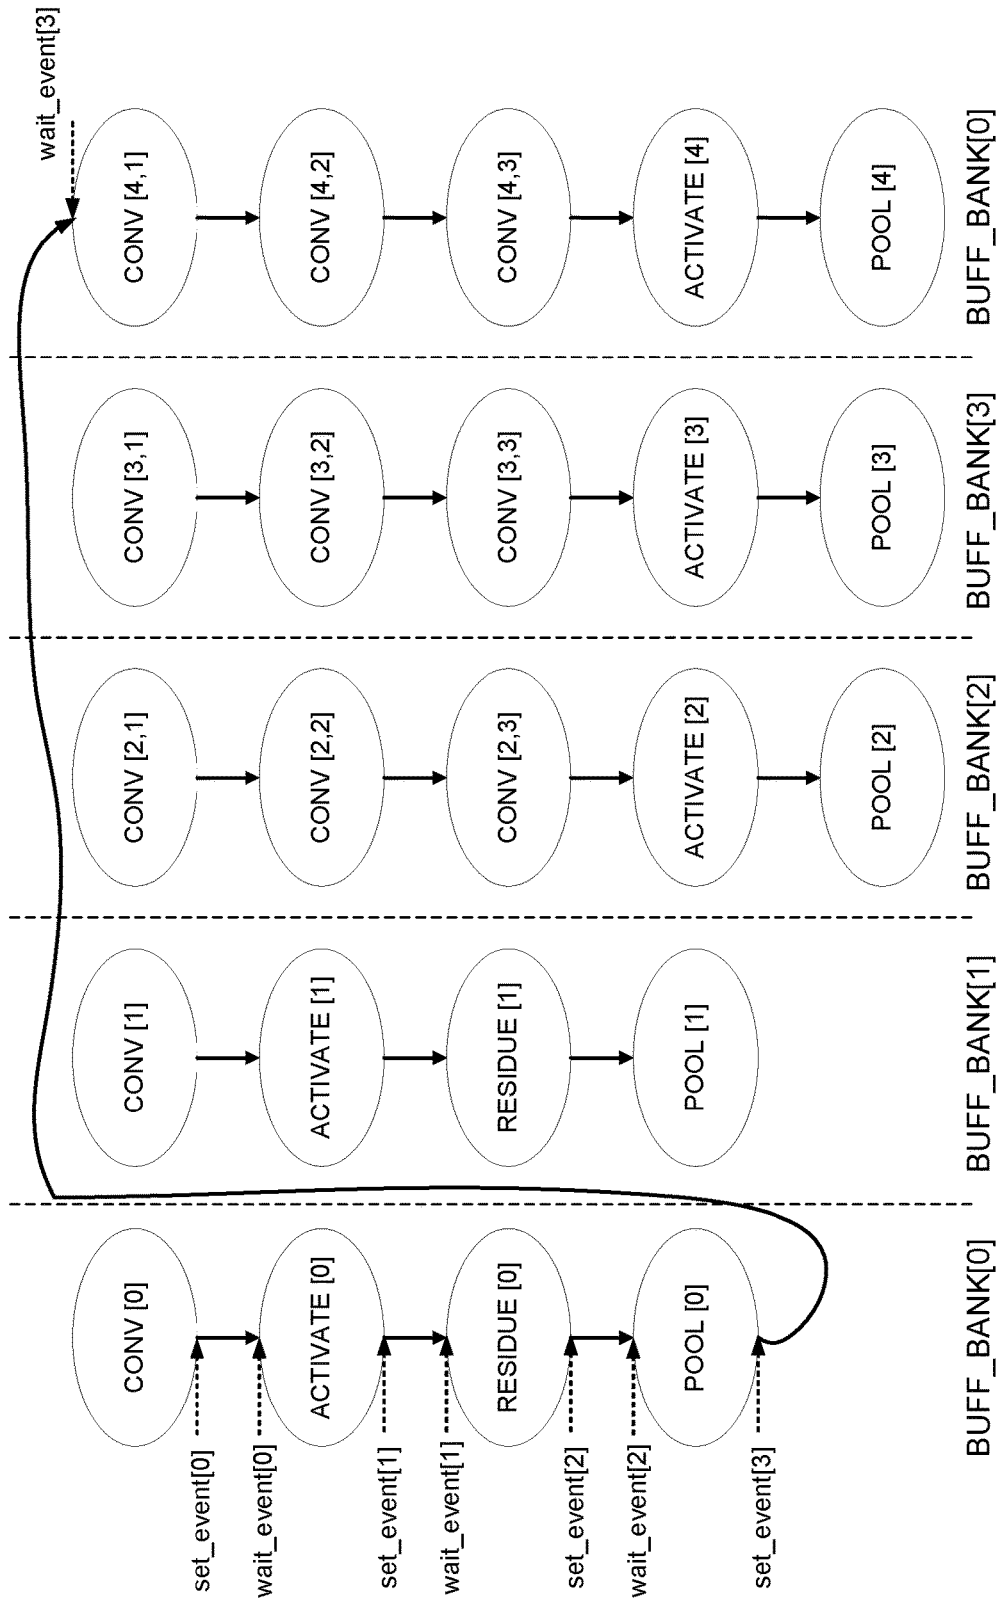 set_event[0]
wait_event[0]
set_event[1]
wait_event[1]
set_event[2]
wait_event[2]
set_event[3]
CONV [0]
ACTIVATE [0]
RESIDUE [0]
POOL [0]
BUFF_BANK[0]
CONV [1]
ACTIVATE [1]
RESIDUE [1]
POOL [1]
BUFF_BANK[1]
CONV [2,1]
CONV [2,2]
CONV [2,3]
ACTIVATE [2]
POOL [2]
BUFF_BANK[2]
CONV [3,1]
CONV [3,2]
CONV [3,3]
ACTIVATE [3]
POOL [3]
BUFF_BANK[3]
wait_event[3]
CONV [4,1]
CONV [4,2]
CONV [4,3]
ACTIVATE [4]
POOL [4]
BUFF_BANK[0]